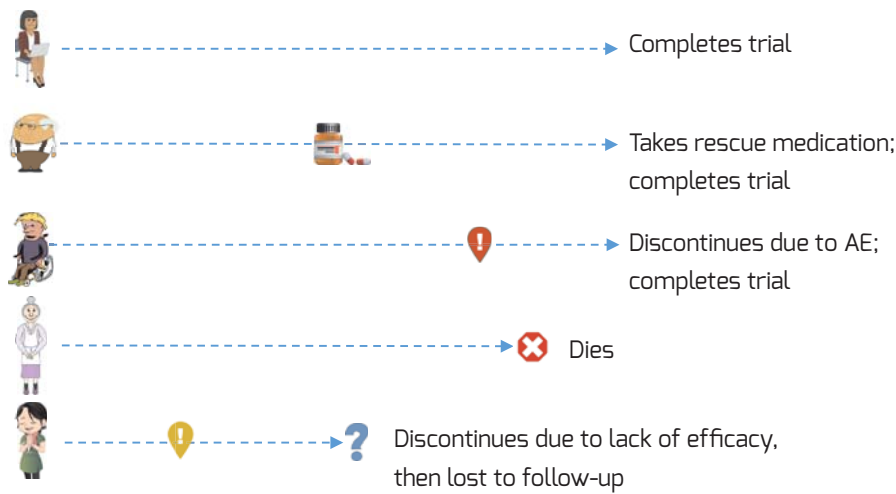 Completes trial
Takes rescue medication;
completes trial
Discontinues due to AE;
completes trial
Dies
Discontinues due to lack of efficacy,
then lost to follow-up